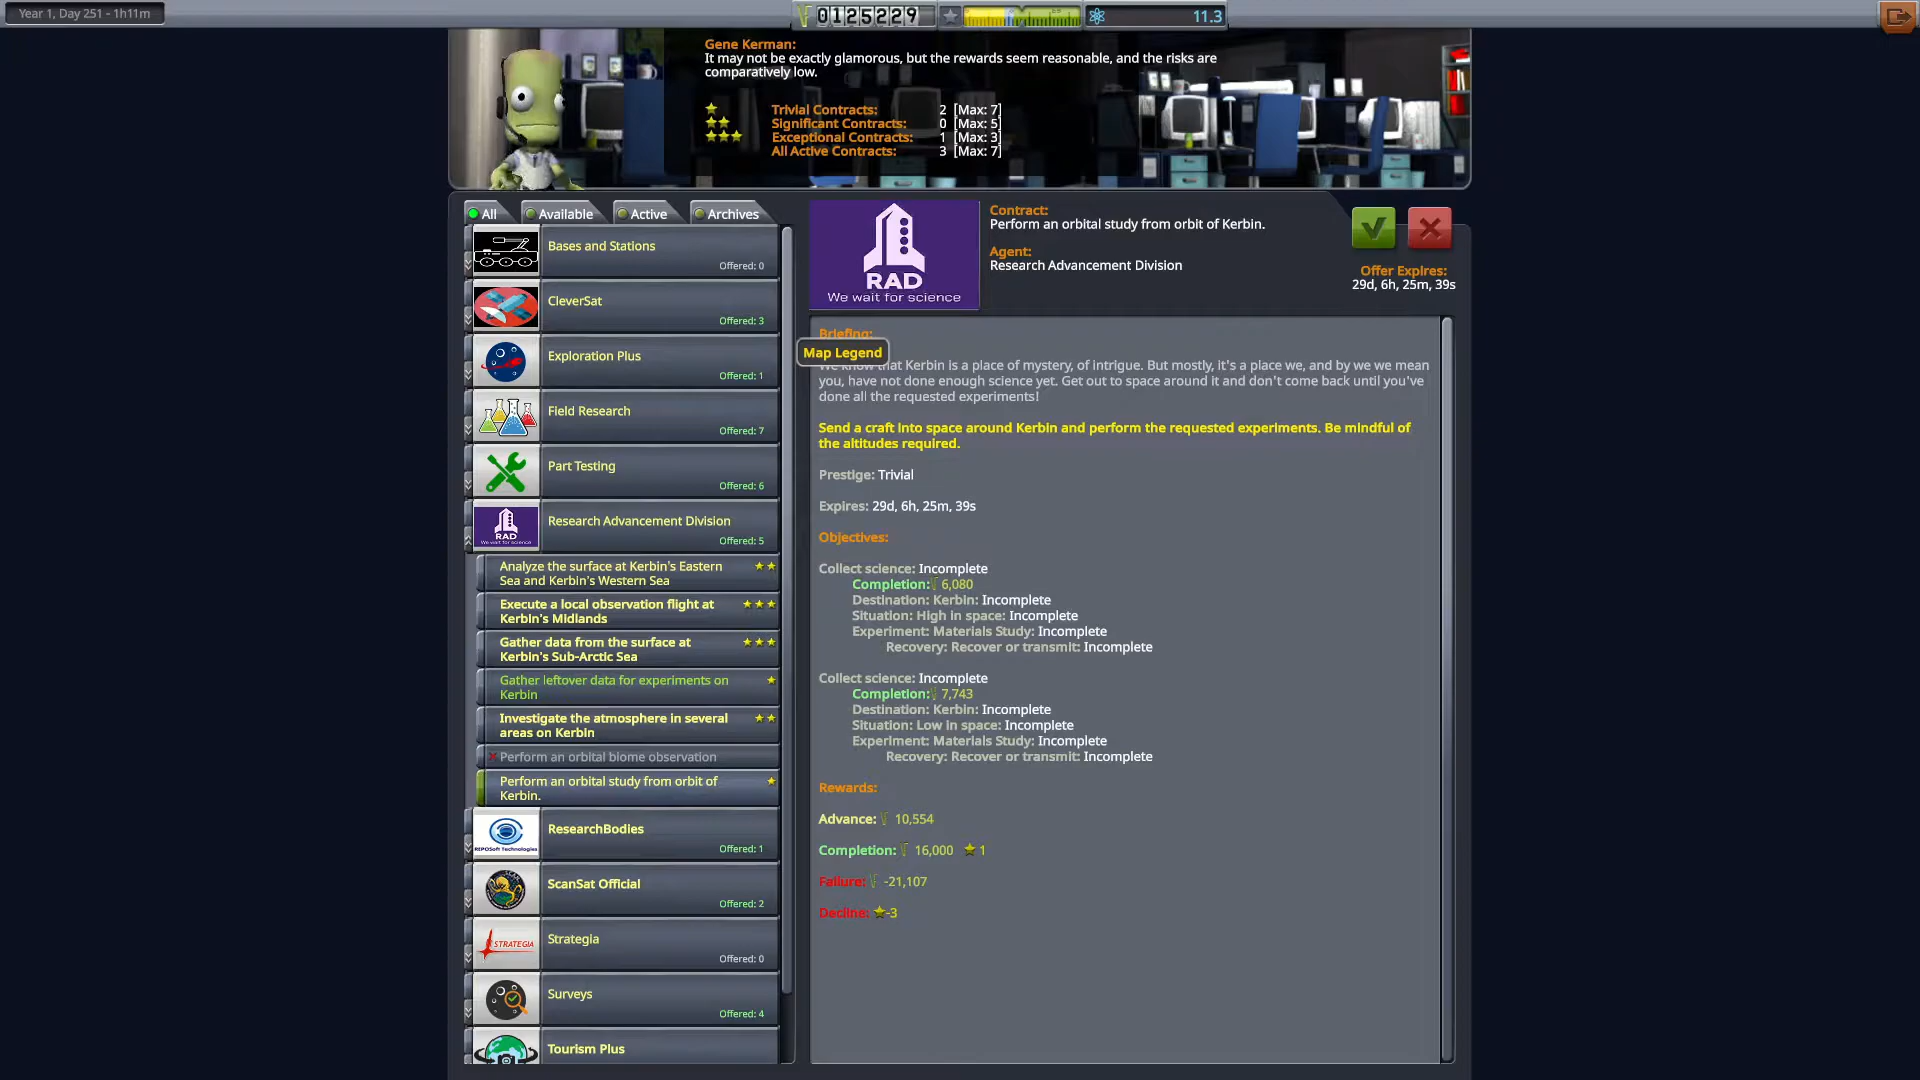 Year 1, Day 251 - 1h11m
0125229
11.3
Gene Kerman:
It may not be exactly glamorous, but the rewards seem reasonable, and the risks are
comparatively low.
Trivial Contracts: 2 [Max: 7]
Significant Contracts: 0 [Max: 5]
Exceptional Contracts: 1 [Max: 3]
All Active Contracts: 3 [Max: 7]
All
Available
Active
Archives
Bases and Stations
Offered: 0
CleverSat
Offered: 3
Exploration Plus
Offered: 1
Field Research
Offered: 7
Part Testing
Offered: 6
RAD
We wait for science
Research Advancement Division
Offered: 5
Analyze the surface at Kerbin's Eastern
Sea and Kerbin's Western Sea
Execute a local observation flight at
Kerbin's Midlands
Gather data from the surface at
Kerbin's Sub-Arctic Sea
Gather leftover data for experiments on
Kerbin
Investigate the atmosphere in several
areas on Kerbin
Perform an orbital biome observation
Perform an orbital study from orbit of
Kerbin.
REPOSoft Technologies
ResearchBodies
Offered: 1
ScanSat Official
Offered: 2
STRATEGIA
Strategia
Offered: 0
Surveys
Offered: 4
Tourism Plus
RAD
We wait for science
Contract:
Perform an orbital study from orbit of Kerbin.
Agent:
Research Advancement Division
Offer Expires:
29d, 6h, 25m, 39s
Briefing:
Map Legend
We know that Kerbin is a place of mystery, of intrigue. But mostly, it's a place we, and by we we mean
you, have not done enough science yet. Get out to space around it and don't come back until you've
done all the requested experiments!
Send a craft into space around Kerbin and perform the requested experiments. Be mindful of
the altitudes required.
Prestige: Trivial
Expires: 29d, 6h, 25m, 39s
Objectives:
Collect science: Incomplete
Completion: 6,080
Destination: Kerbin: Incomplete
Situation: High in space: Incomplete
Experiment: Materials Study: Incomplete
Recovery: Recover or transmit: Incomplete
Collect science: Incomplete
Completion: 7,743
Destination: Kerbin: Incomplete
Situation: Low in space: Incomplete
Experiment: Materials Study: Incomplete
Recovery: Recover or transmit: Incomplete
Rewards:
Advance: 10,554
Completion: 16,000 1
Failure: -21,107
Decline: -3